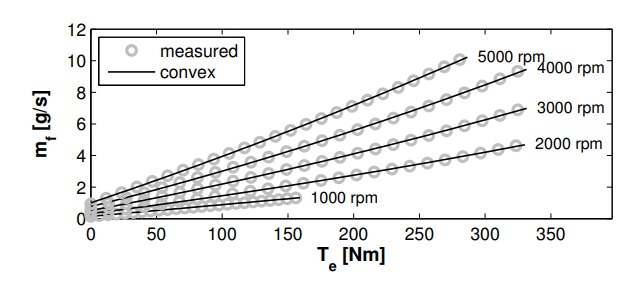 12
10
8
6
4
2
0
m_f [g/s]
measured
convex
5000 rpm
4000 rpm
3000 rpm
2000 rpm
1000 rpm
0 50 100 150 200 250 300 350
T_e [Nm]